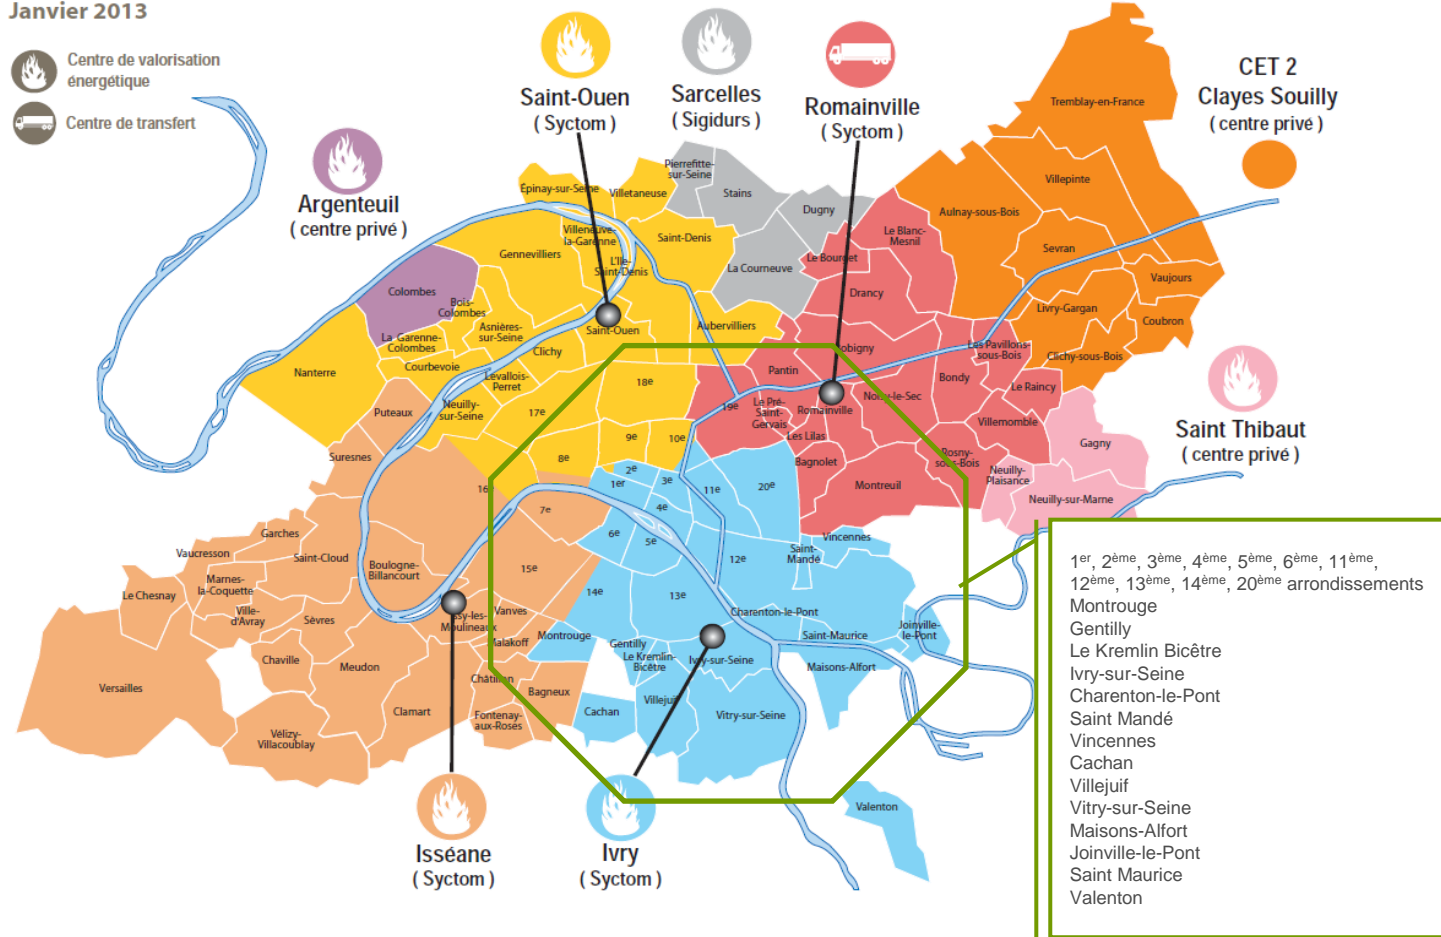 Janvier 2013
Centre de valorisation
énergétique
Centre de transfert
Saint-Ouen
( Syctom )
Sarcelles
( Sigidurs )
Romainville
( Syctom )
CET 2
Clayes Souilly
( centre privé )
Argenteuil
( centre privé )
Saint Thibaut
( centre privé )
Isséane
( Syctom )
Ivry
( Syctom )
Tremblay-en-France
Villepinte
Aulnay-sous-Bois
Sevran
Vaujours
Livry-Gargan
Coubron
Clichy-sous-Bois
Pierrefitte-
sur-Seine
Stains
Dugny
La Courneuve
Épinay-sur-Seine
Villetaneuse
Villeneuve-
la-Garenne
Saint-Denis
L'Ile-
Saint-Denis
Gennevilliers
Colombes
Bois-
Colombes
La Garenne-
Colombes
Asnières-
sur-Seine
Courbevoie
Clichy
Saint-Ouen
Aubervilliers
Levallois-
Perret
Neuilly-
sur-Seine
Nanterre
17e
18e
8e
9e
10e
Le Blanc-
Mesnil
Le Bourget
Drancy
Bobigny
Les Pavillons-
sous-Bois
Pantin
Bondy
Le Raincy
Noisy-le-Sec
Villemomble
19e
Le Pré-
Saint-
Gervais
Romainville
Les Lilas
Bagnolet
Rosny-
sous-Bois
Montreuil
Gagny
Neuilly-
Plaisance
Neuilly-sur-Marne
Puteaux
Suresnes
16e
7e
15e
Garches
Vaucresson
Saint-Cloud
Marnes-
la-Coquette
Le Chesnay
Ville-
d'Avray
Sèvres
Boulogne-
Billancourt
Issy-les-
Moulineaux
Vanves
Malakoff
Chaville
Meudon
Versailles
Vélizy-
Villacoublay
Clamart
Châtillon
Bagneux
Fontenay-
aux-Roses
1er
2e
3e
4e
5e
6e
11e
20e
12e
13e
14e
Saint-
Mandé
Vincennes
Charenton-le-Pont
Saint-Maurice
Joinville-
le-Pont
Maisons-Alfort
Montrouge
Gentilly
Le Kremlin-
Bicêtre
Ivry-sur-Seine
Cachan
Villejuif
Vitry-sur-Seine
Valenton
1er, 2ème, 3ème, 4ème, 5ème, 6ème, 11ème,
12ème, 13ème, 14ème, 20ème arrondissements
Montrouge
Gentilly
Le Kremlin Bicêtre
Ivry-sur-Seine
Charenton-le-Pont
Saint Mandé
Vincennes
Cachan
Villejuif
Vitry-sur-Seine
Maisons-Alfort
Joinville-le-Pont
Saint Maurice
Valenton